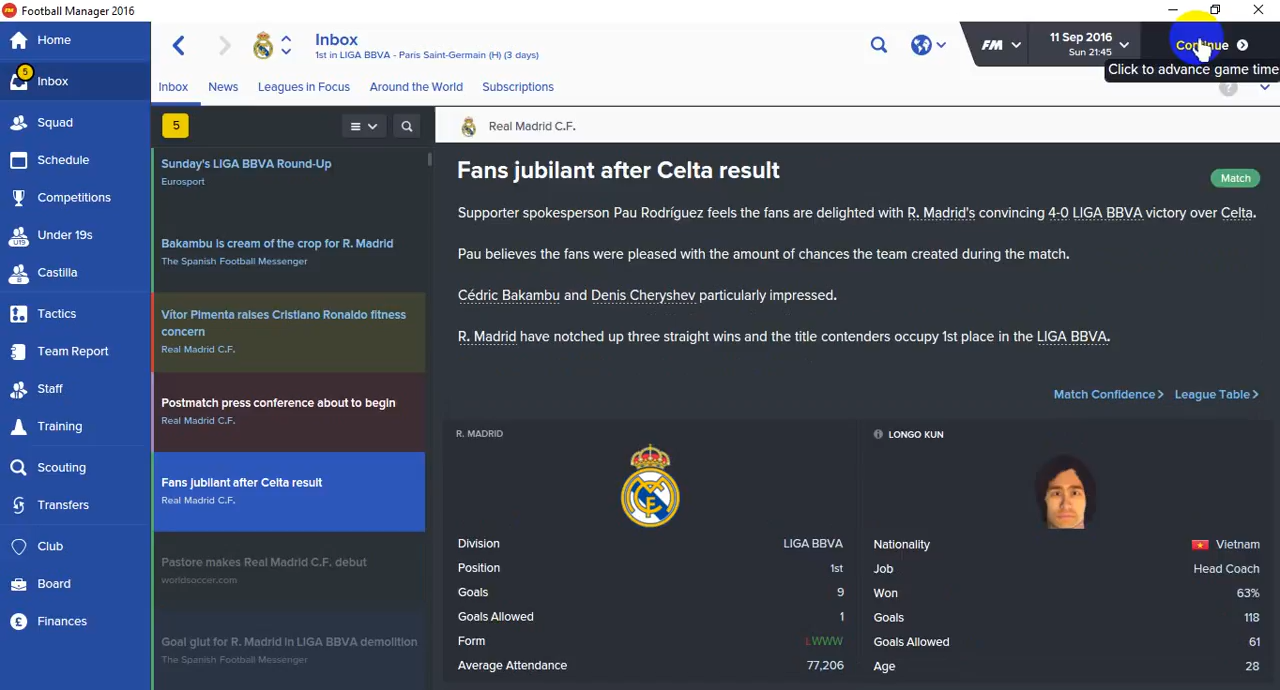 Football Manager 2016
Home
5
Inbox
Squad
Schedule
Competitions
Under 19s
Castilla
Tactics
Team Report
Staff
Training
Scouting
Transfers
Club
Board
Finances
Inbox
1st in LIGA BBVA - Paris Saint-Germain (H) (3 days)
FM
11 Sep 2016
Sun 21:45
Continue
Click to advance game time
Inbox News Leagues in Focus Around the World Subscriptions
5
Sunday's LIGA BBVA Round-Up
Eurosport
Bakambu is cream of the crop for R. Madrid
The Spanish Football Messenger
Vítor Pimenta raises Cristiano Ronaldo fitness
concern
Real Madrid C.F.
Postmatch press conference about to begin
Real Madrid C.F.
Fans jubilant after Celta result
Real Madrid C.F.
Pastore makes Real Madrid C.F. debut
worldsoccer.com
Goal glut for R. Madrid in LIGA BBVA demolition
The Spanish Football Messenger
Real Madrid C.F.
Fans jubilant after Celta result
Match
Supporter spokesperson Pau Rodríguez feels the fans are delighted with R. Madrid's convincing 4-0 LIGA BBVA victory over Celta.
Pau believes the fans were pleased with the amount of chances the team created during the match.
Cédric Bakambu and Denis Cheryshev particularly impressed.
R. Madrid have notched up three straight wins and the title contenders occupy 1st place in the LIGA BBVA.
Match Confidence League Table
R. MADRID
Division LIGA BBVA
Position 1st
Goals 9
Goals Allowed 1
Form LWWW
Average Attendance 77,206
LONGO KUN
Nationality Vietnam
Job Head Coach
Won 63%
Goals 118
Goals Allowed 61
Age 28